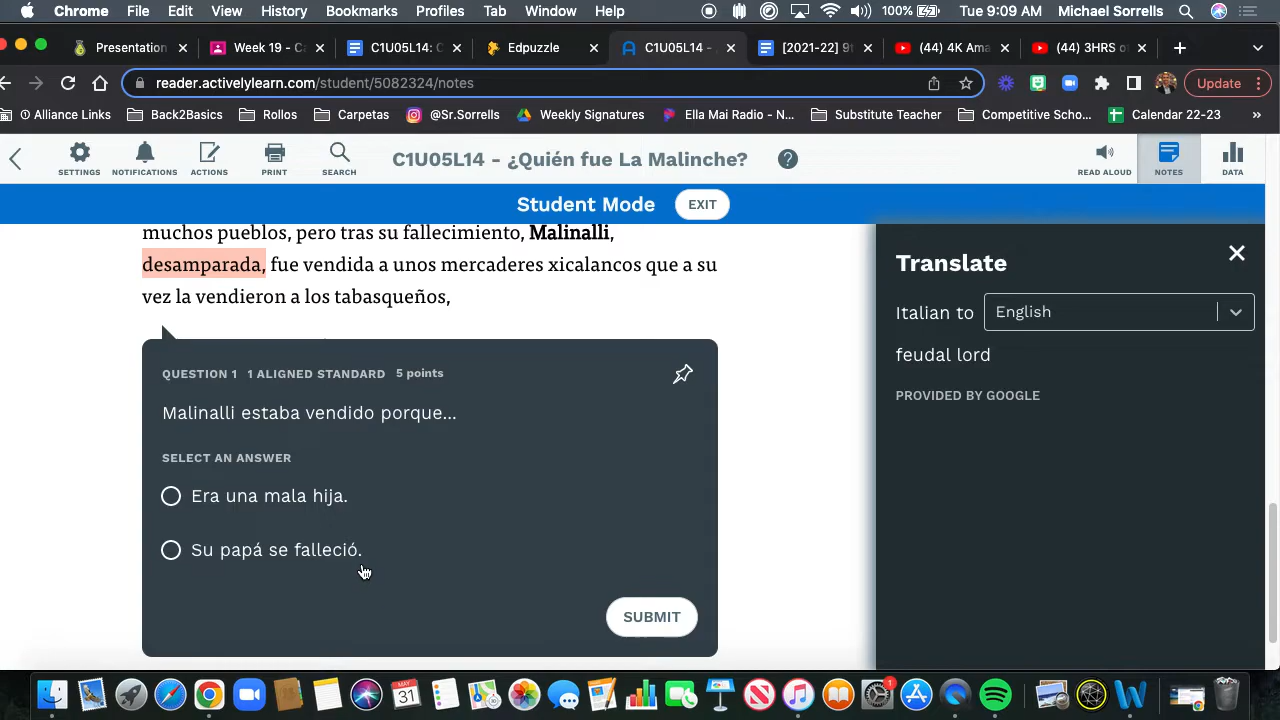 Chrome File Edit View History Bookmarks Profiles Tab Window Help 100% Tue 9:09 AM Michael Sorrells
Presentation Week 19 - C C1U05L14: C Edpuzzle C1U05L14 - [2021-22] 9t (44) 4K Ama (44) 3HRS o
reader.activelylearn.com/student/5082324/notes Update
Alliance Links Back2Basics Rollos Carpetas @Sr.Sorrells Weekly Signatures Ella Mai Radio - N... Substitute Teacher Competitive Scho... Calendar 22-23 »
SETTINGS NOTIFICATIONS ACTIONS PRINT SEARCH C1U05L14 - ¿Quién fue La Malinche? ? READ ALOUD NOTES DATA
Student Mode EXIT
muchos pueblos, pero tras su fallecimiento, Malinalli,
desamparada, fue vendida a unos mercaderes xicalancos que a su
vez la vendieron a los tabasqueños,
QUESTION 1 1 ALIGNED STANDARD 5 points
Malinalli estaba vendido porque...
SELECT AN ANSWER
Era una mala hija.
Su papá se falleció.
SUBMIT
Translate
Italian to English
feudal lord
PROVIDED BY GOOGLE
MAY
31
1